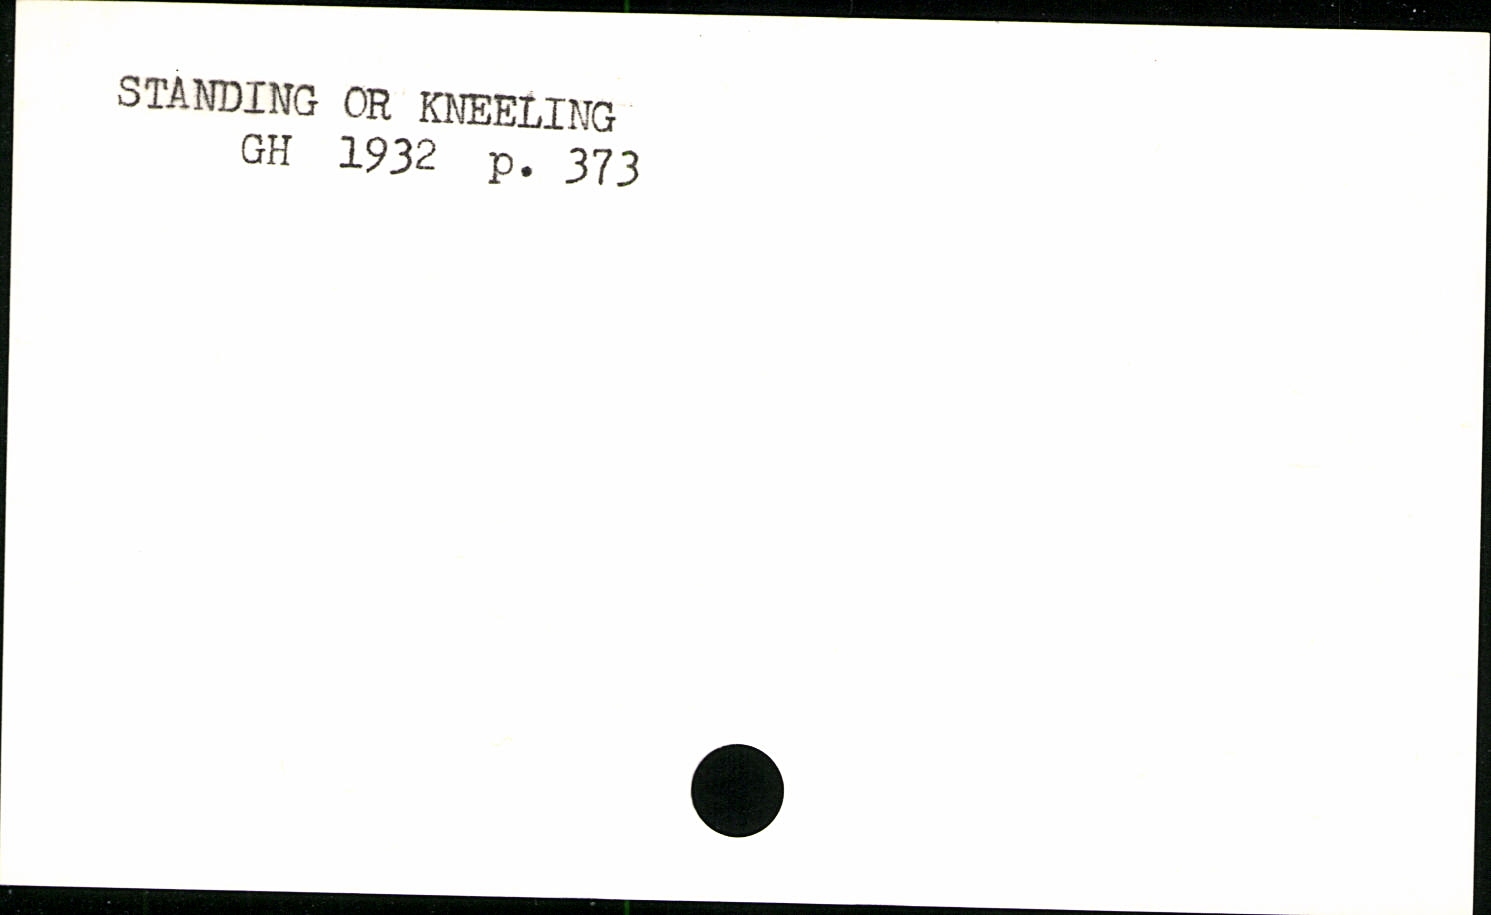 STANDING OR KNEELING
GH 1932 p. 373